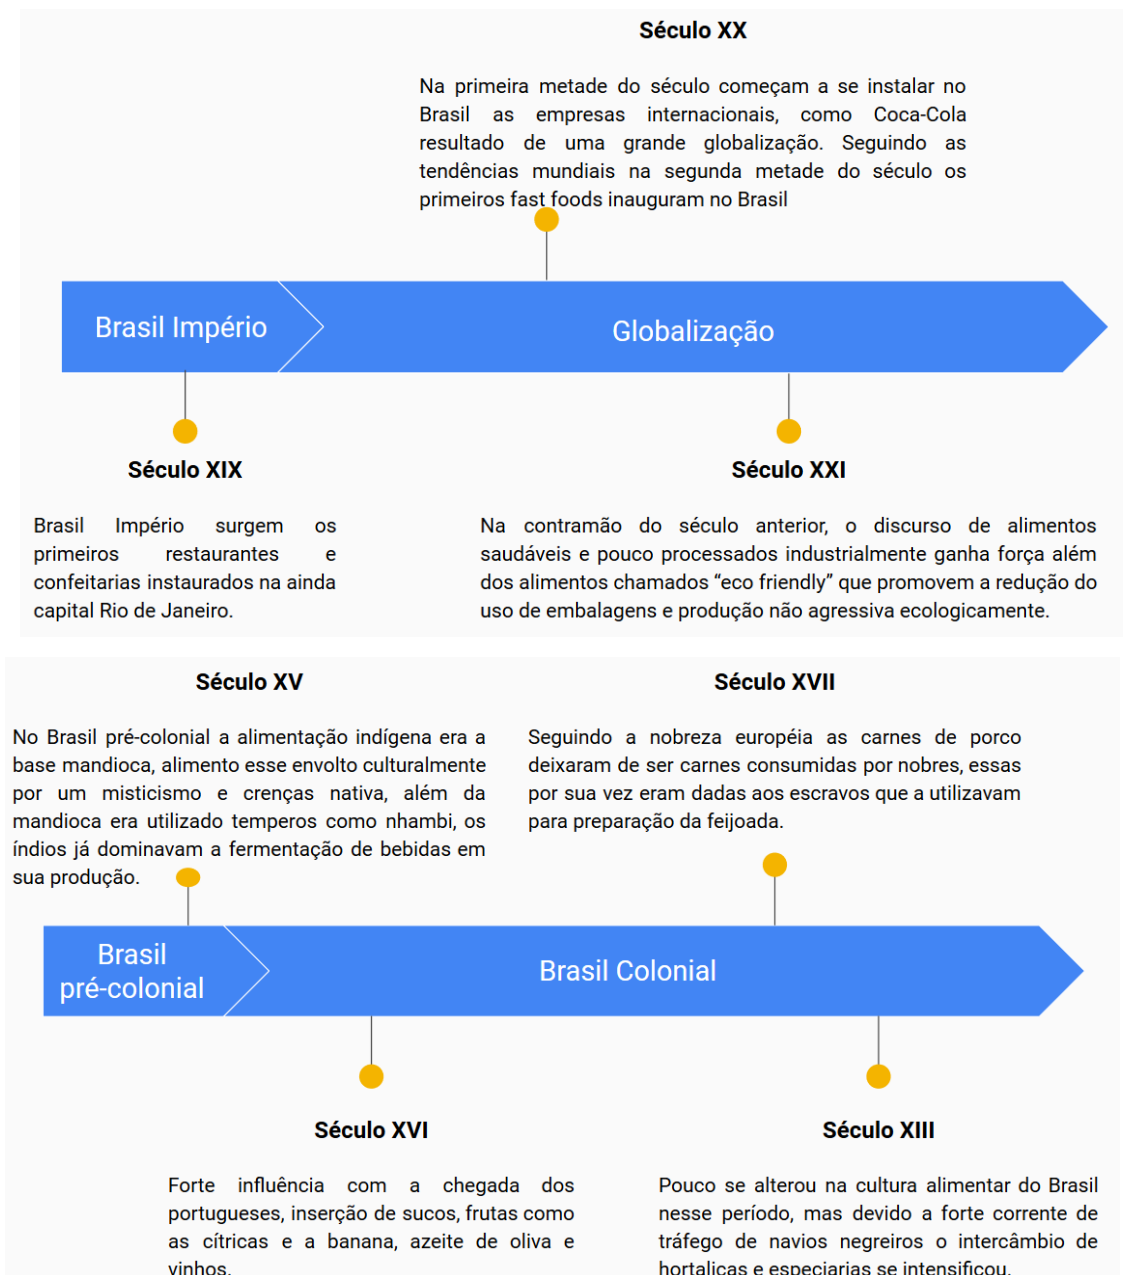 Século XX
Na primeira metade do século começam a se instalar no
Brasil as empresas internacionais, como Coca-Cola
resultado de uma grande globalização. Seguindo as
tendências mundiais na segunda metade do século os
primeiros fast foods inauguram no Brasil
Brasil Império
Globalização
Século XIX
Brasil Império surgem os
primeiros restaurantes e
confeitarias instaurados na ainda
capital Rio de Janeiro.
Século XXI
Na contramão do século anterior, o discurso de alimentos
saudáveis e pouco processados industrialmente ganha força além
dos alimentos chamados “eco friendly” que promovem a redução do
uso de embalagens e produção não agressiva ecologicamente.
Século XV
No Brasil pré-colonial a alimentação indígena era a
base mandioca, alimento esse envolto culturalmente
por um misticismo e crenças nativa, além da
mandioca era utilizado temperos como nhambi, os
índios já dominavam a fermentação de bebidas em
sua produção.
Século XVII
Seguindo a nobreza européia as carnes de porco
deixaram de ser carnes consumidas por nobres, essas
por sua vez eram dadas aos escravos que a utilizavam
para preparação da feijoada.
Brasil
pré-colonial
Brasil Colonial
Século XVI
Forte influência com a chegada dos
portugueses, inserção de sucos, frutas como
as cítricas e a banana, azeite de oliva e
vinhos.
Século XIII
Pouco se alterou na cultura alimentar do Brasil
nesse período, mas devido a forte corrente de
tráfego de navios negreiros o intercâmbio de
hortaliças e especiarias se intensificou.